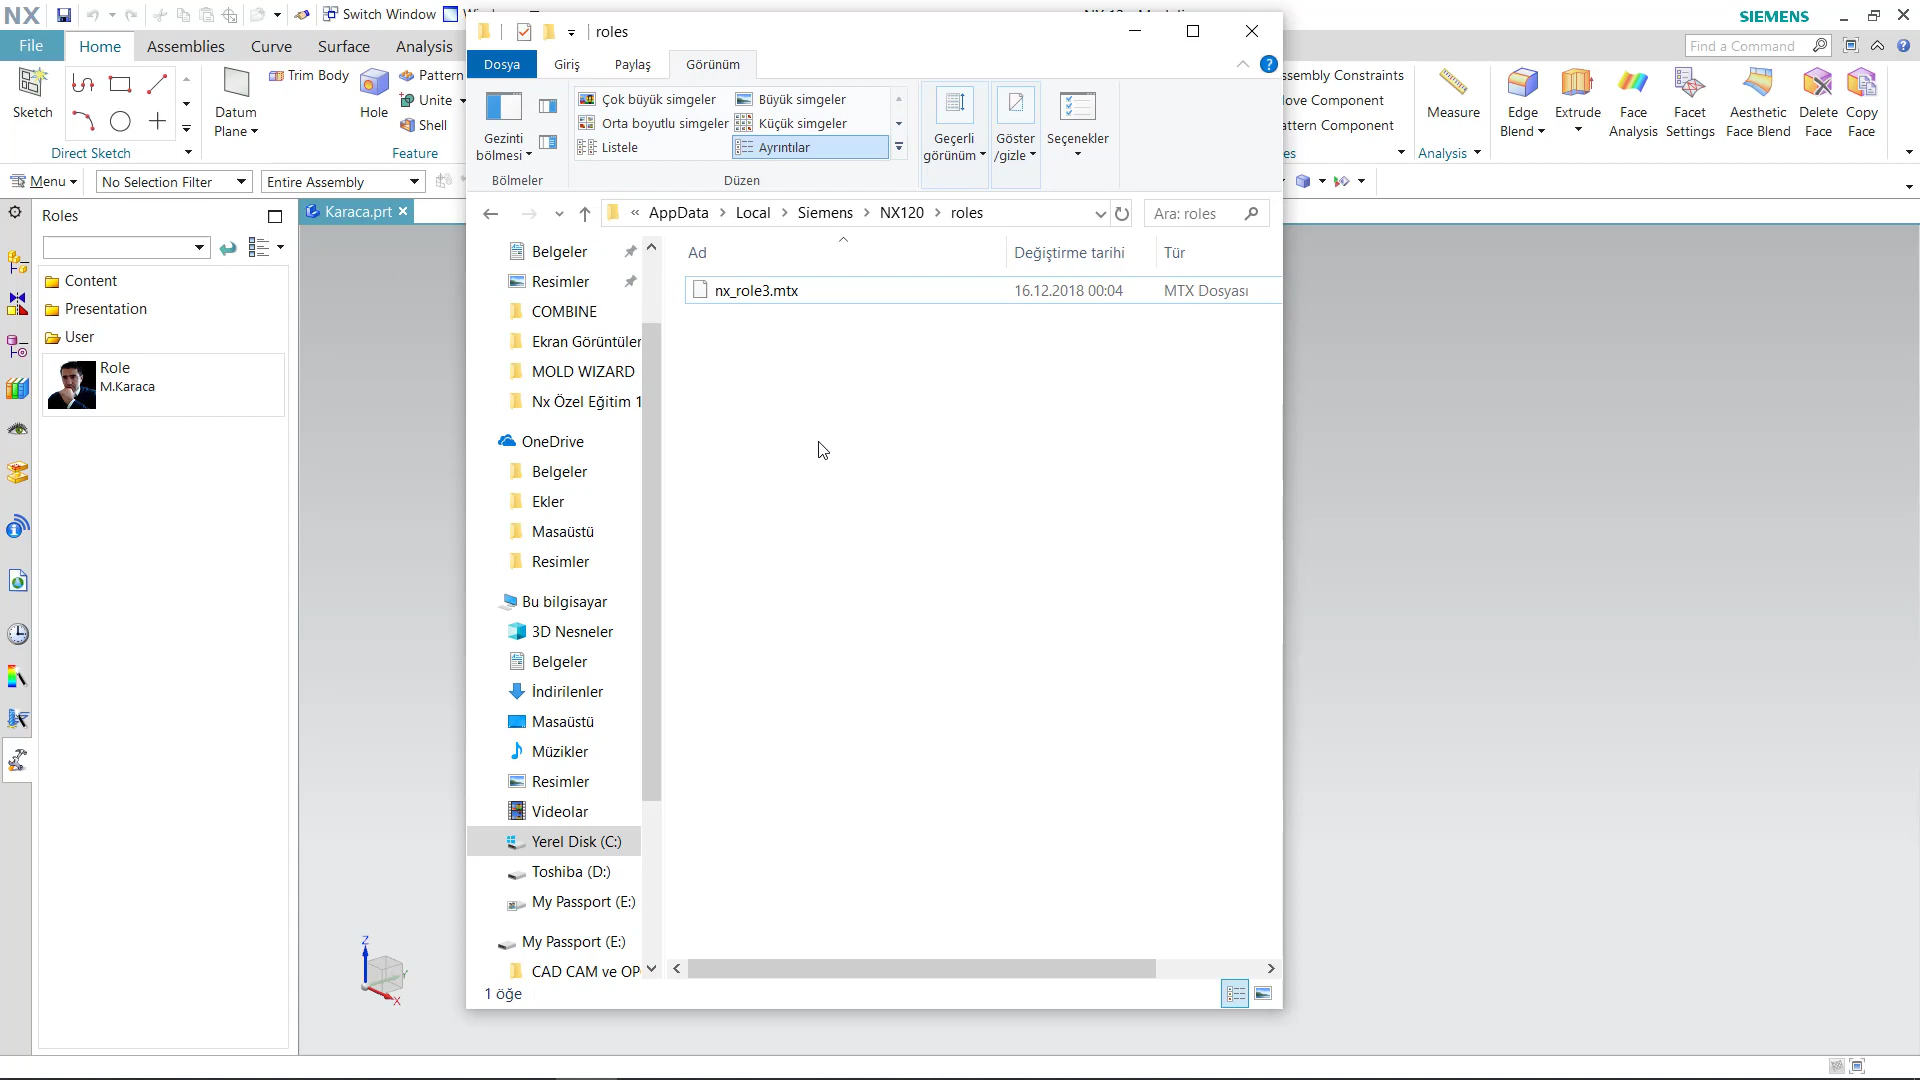 NX
Switch Window
roles
SIEMENS
File
Home
Assemblies
Curve
Surface
Analysis
Dosya
Giriş
Paylaş
Görünüm
Find a Command
Sketch
Direct Sketch
Datum
Plane
Trim Body
Hole
Pattern
Unite
Shell
Feature
Gezinti
bölmesi
Bölmeler
Çok büyük simgeler
Büyük simgeler
Orta boyutlu simgeler
Küçük simgeler
Listele
Ayrıntılar
Düzen
Geçerli
görünüm
Göster
/gizle
Seçenekler
Pattern Component
Measure
Analysis
Edge
Blend
Extrude
Face
Analysis
Facet
Settings
Aesthetic
Face Blend
Delete
Face
Copy
Face
Menu
No Selection Filter
Entire Assembly
Roles
Karaca.prt
« AppData > Local > Siemens > NX120 > roles
Ara: roles
Content
Presentation
User
Role
M.Karaca
Belgeler
Resimler
COMBINE
Ekran Görüntüler
MOLD WIZARD
Nx Özel Eğitim 1
OneDrive
Belgeler
Ekler
Masaüstü
Resimler
Bu bilgisayar
3D Nesneler
Belgeler
İndirilenler
Masaüstü
Müzikler
Resimler
Videolar
Yerel Disk (C:)
Toshiba (D:)
My Passport (E:)
My Passport (E:)
CAD CAM ve OP
Ad
Değiştirme tarihi
Tür
nx_role3.mtx
16.12.2018 00:04
MTX Dosyası
1 öğe
Z
Y
X